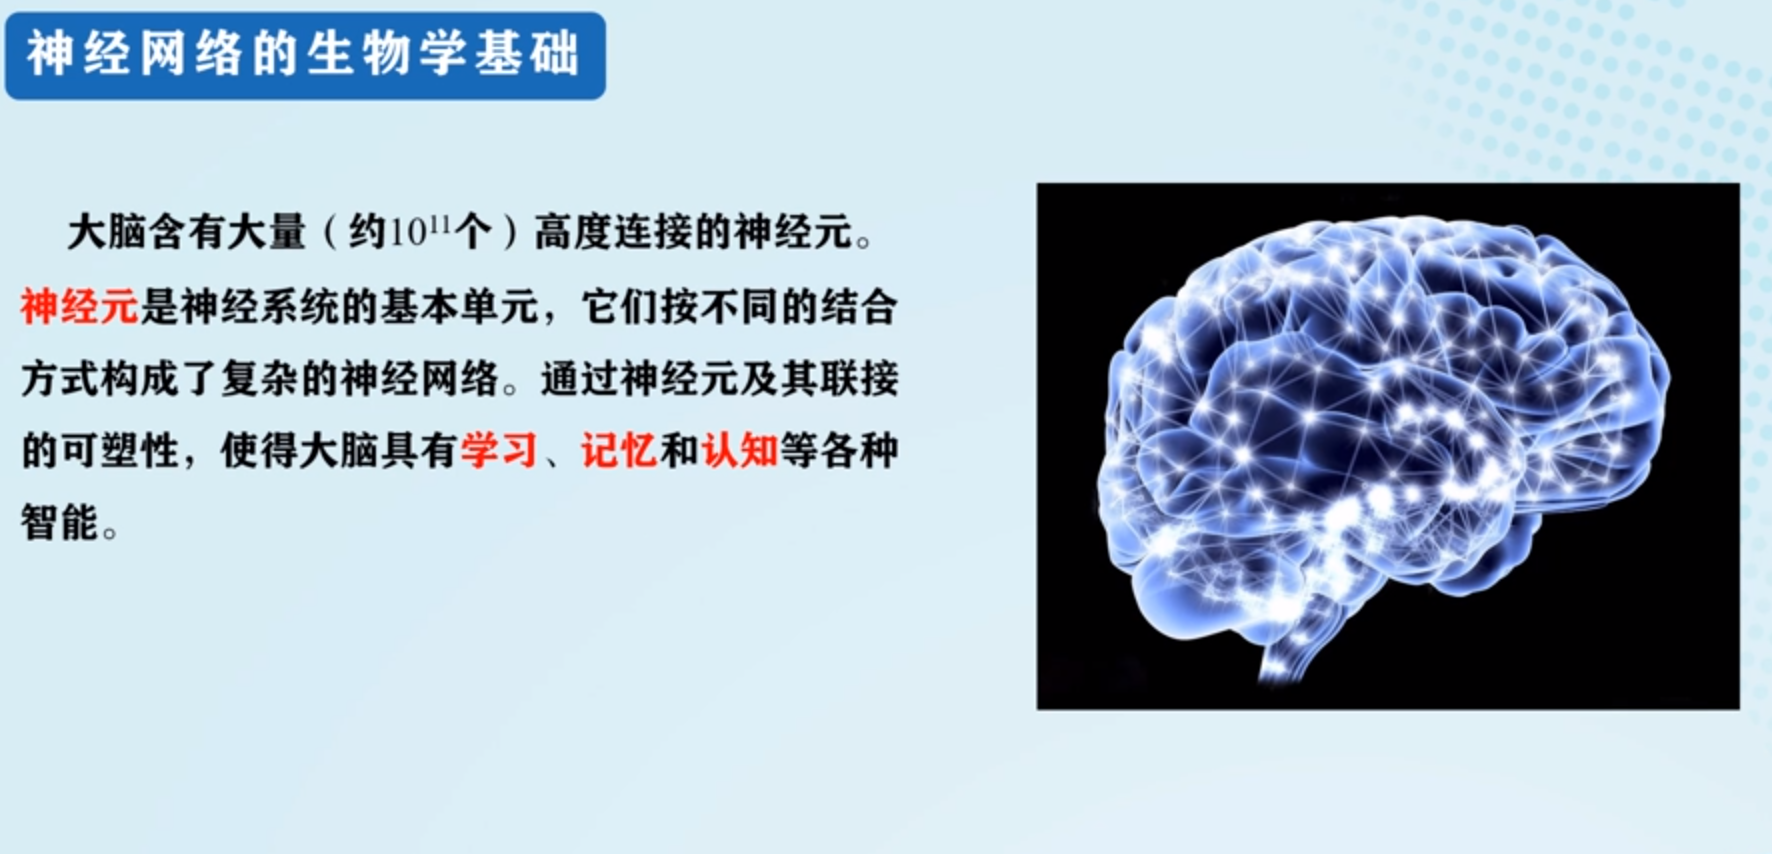 神经网络的生物学基础
大脑含有大量（约10¹¹个）高度连接的神经元。
神经元是神经系统的基本单元，它们按不同的结合
方式构成了复杂的神经网络。通过神经元及其联接
的可塑性，使得大脑具有学习、记忆和认知等各种
智能。